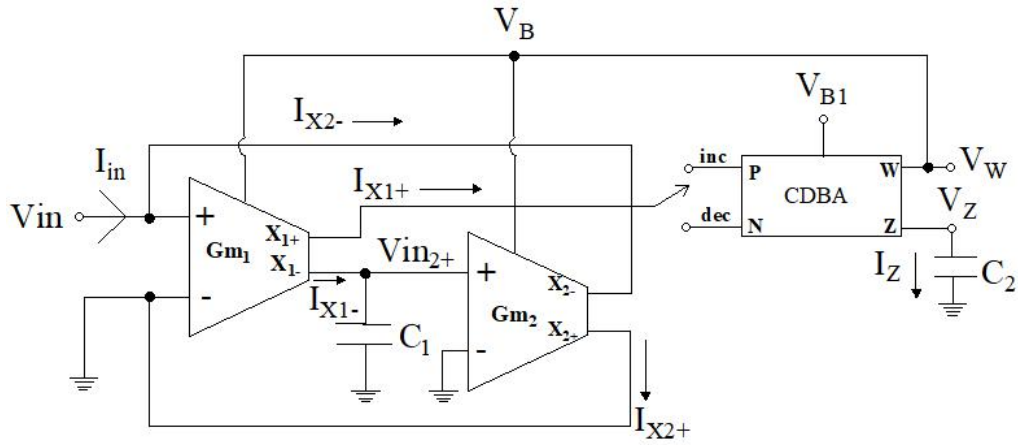 V_B
I_X2-
V_B1
I_in
I_X1+
inc
P
W
V_W
Vin
+
CDBA
V_Z
X_1+
dec
N
Z
Gm_1
Vin_2+
X_1-
+
I_Z
C_2
-
I_X1-
X_2-
Gm_2
C_1
X_2+
-
I_X2+